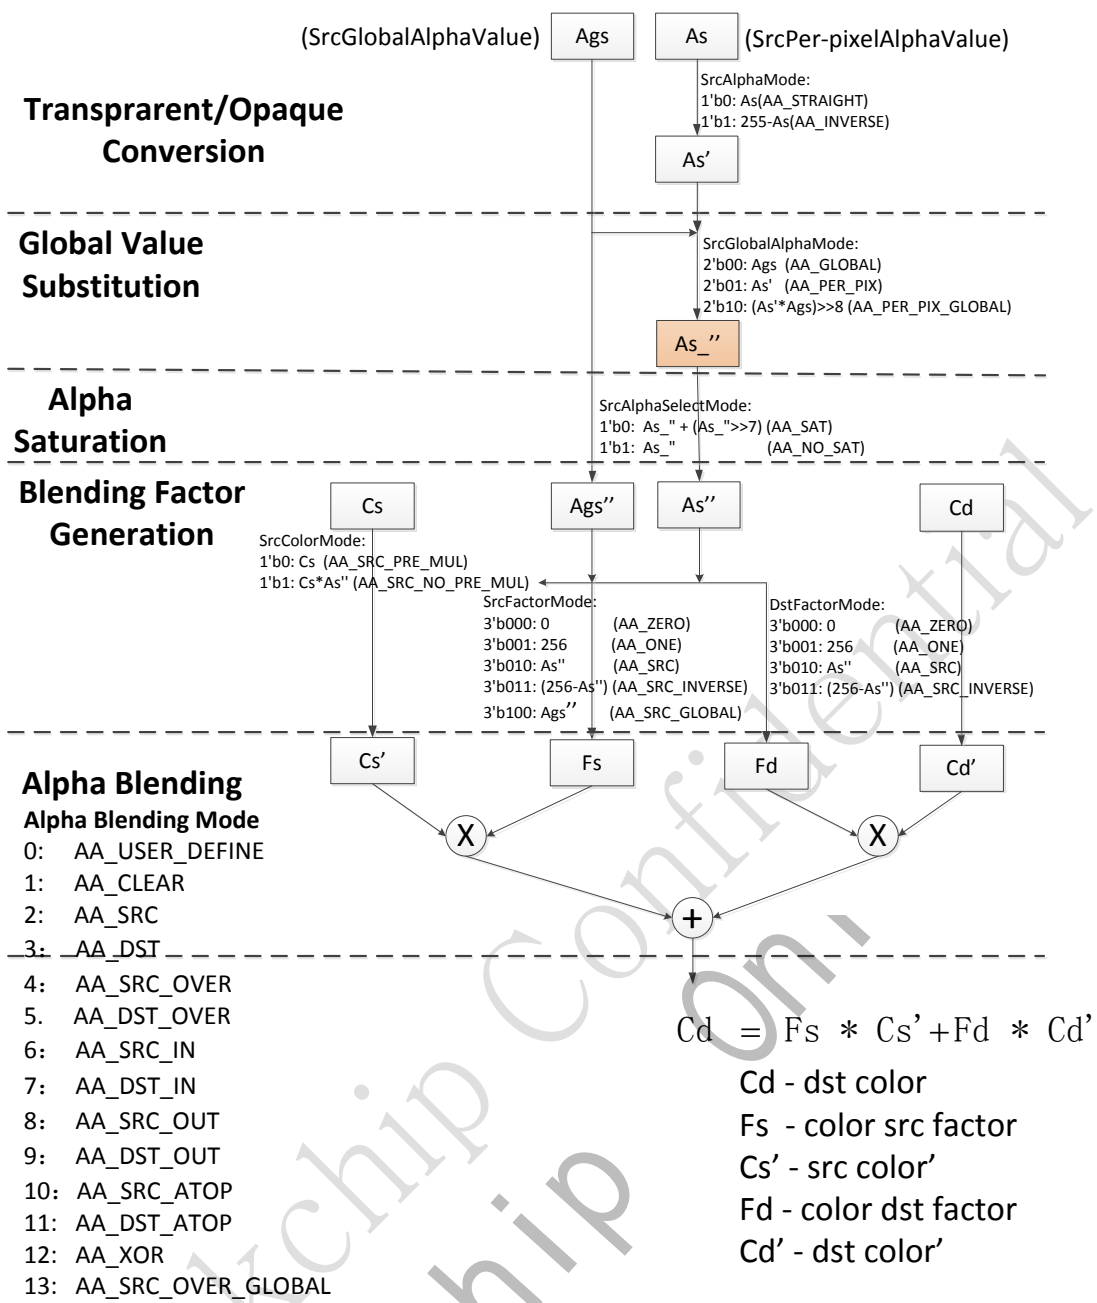 (SrcGlobalAlphaValue) Ags As (SrcPer-pixelAlphaValue)
Transprarent/Opaque
Conversion
SrcAlphaMode:
1'b0: As(AA_STRAIGHT)
1'b1: 255-As(AA_INVERSE)
As'
Global Value
Substitution
SrcGlobalAlphaMode:
2'b00: Ags (AA_GLOBAL)
2'b01: As' (AA_PER_PIX)
2'b10: (As'*Ags)>>8 (AA_PER_PIX_GLOBAL)
As_''
Alpha
Saturation
SrcAlphaSelectMode:
1'b0: As_" + (As_">>7) (AA_SAT)
1'b1: As_" (AA_NO_SAT)
Blending Factor
Generation
Cs Ags'' As'' Cd
SrcColorMode:
1'b0: Cs (AA_SRC_PRE_MUL)
1'b1: Cs*As'' (AA_SRC_NO_PRE_MUL)
SrcFactorMode:
3'b000: 0 (AA_ZERO)
3'b001: 256 (AA_ONE)
3'b010: As'' (AA_SRC)
3'b011: (256-As'') (AA_SRC_INVERSE)
3'b100: Ags'' (AA_SRC_GLOBAL)
DstFactorMode:
3'b000: 0 (AA_ZERO)
3'b001: 256 (AA_ONE)
3'b010: As'' (AA_SRC)
3'b011: (256-As'') (AA_SRC_INVERSE)
Cs' Fs Fd Cd'
X X
+
Alpha Blending
Alpha Blending Mode
0: AA_USER_DEFINE
1: AA_CLEAR
2: AA_SRC
3: AA_DST
4: AA_SRC_OVER
5. AA_DST_OVER
6: AA_SRC_IN
7: AA_DST_IN
8: AA_SRC_OUT
9: AA_DST_OUT
10: AA_SRC_ATOP
11: AA_DST_ATOP
12: AA_XOR
13: AA_SRC_OVER_GLOBAL
Cd = Fs * Cs'+Fd * Cd'
Cd - dst color
Fs - color src factor
Cs' - src color'
Fd - color dst factor
Cd' - dst color'
Confidential